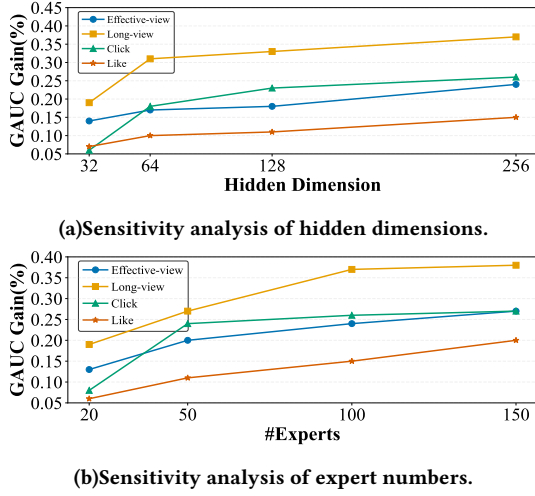 GAUC Gain(%)
0.45
0.40
0.35
0.30
0.25
0.20
0.15
0.10
0.05
Effective-view
Long-view
Click
Like
32 64 128 256
Hidden Dimension
(a)Sensitivity analysis of hidden dimensions.
GAUC Gain(%)
0.40
0.35
0.30
0.25
0.20
0.15
0.10
0.05
Effective-view
Long-view
Click
Like
20 50 100 150
#Experts
(b)Sensitivity analysis of expert numbers.